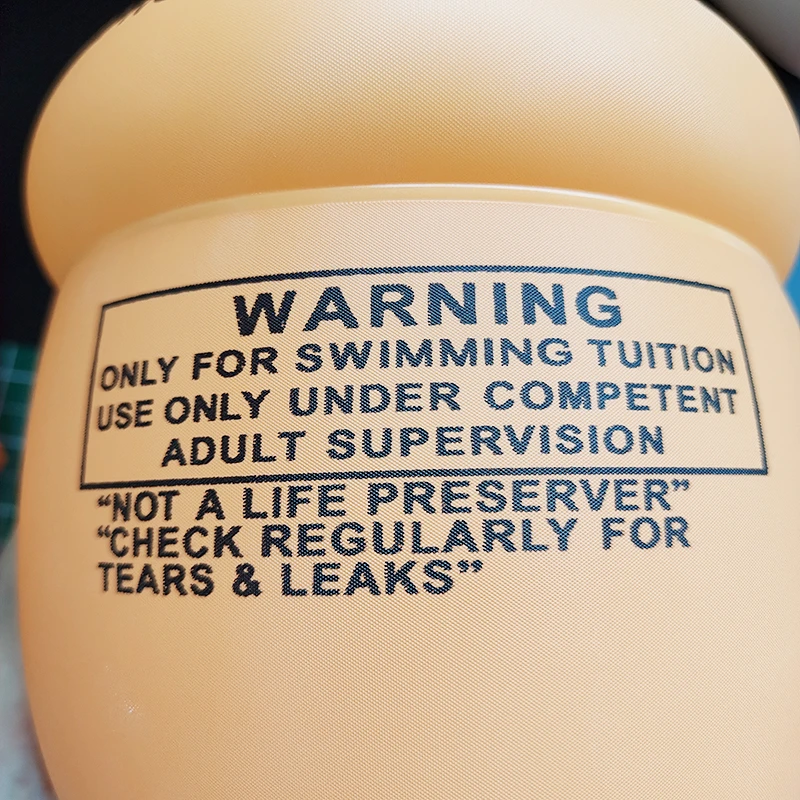 WARNING
ONLY FOR SWIMMING TUITION
USE ONLY UNDER COMPETENT
ADULT SUPERVISION
“NOT A LIFE PRESERVER”
“CHECK REGULARLY FOR
TEARS & LEAKS”